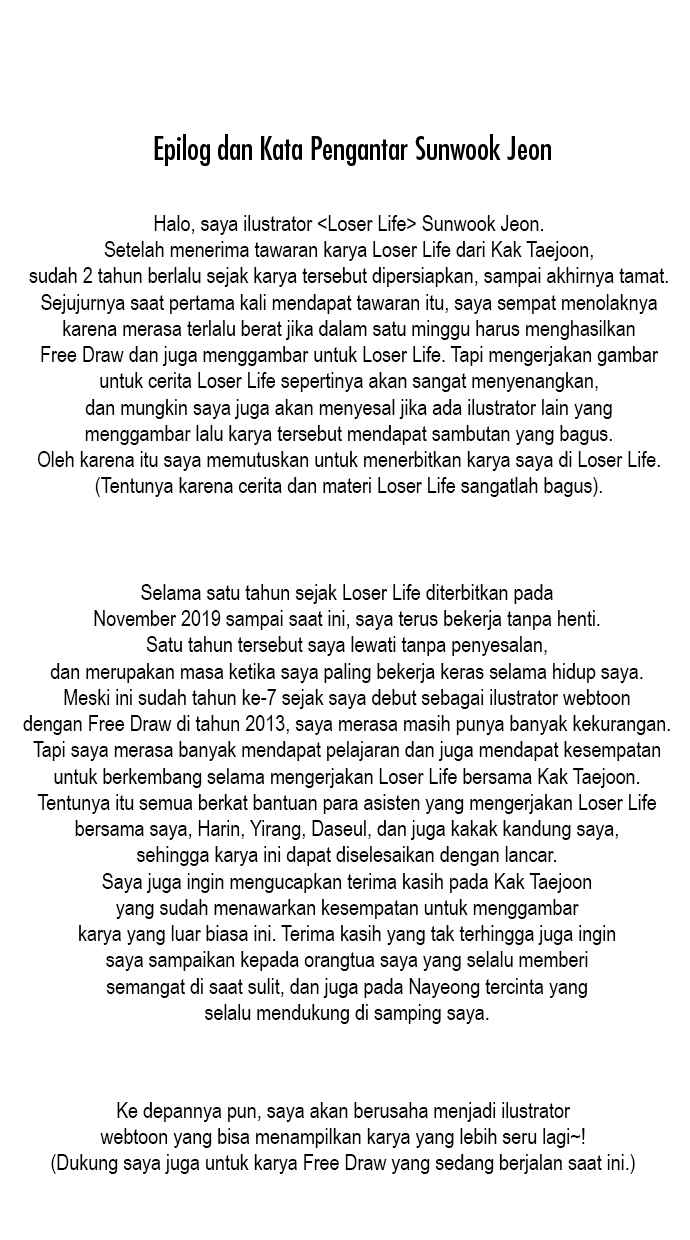 Epilog dan Kata Pengantar Sunwook Jeon
Halo, saya ilustrator <Loser Life> Sunwook Jeon.
Setelah menerima tawaran karya Loser Life dari Kak Taejoon,
sudah 2 tahun berlalu sejak karya tersebut dipersiapkan, sampai akhirnya tamat.
Sejujurnya saat pertama kali mendapat tawaran itu, saya sempat menolaknya
karena merasa terlalu berat jika dalam satu minggu harus menghasilkan
Free Draw dan juga menggambar untuk Loser Life. Tapi mengerjakan gambar
untuk cerita Loser Life sepertinya akan sangat menyenangkan,
dan mungkin saya juga akan menyesal jika ada ilustrator lain yang
menggambar lalu karya tersebut mendapat sambutan yang bagus.
Oleh karena itu saya memutuskan untuk menerbitkan karya saya di Loser Life.
(Tentunya karena cerita dan materi Loser Life sangatlah bagus).
Selama satu tahun sejak Loser Life diterbitkan pada
November 2019 sampai saat ini, saya terus bekerja tanpa henti.
Satu tahun tersebut saya lewati tanpa penyesalan,
dan merupakan masa ketika saya paling bekerja keras selama hidup saya.
Meski ini sudah tahun ke-7 sejak saya debut sebagai ilustrator webtoon
dengan Free Draw di tahun 2013, saya merasa masih punya banyak kekurangan.
Tapi saya merasa banyak mendapat pelajaran dan juga mendapat kesempatan
untuk berkembang selama mengerjakan Loser Life bersama Kak Taejoon.
Tentunya itu semua berkat bantuan para asisten yang mengerjakan Loser Life
bersama saya, Harin, Yirang, Daseul, dan juga kakak kandung saya,
sehingga karya ini dapat diselesaikan dengan lancar.
Saya juga ingin mengucapkan terima kasih pada Kak Taejoon
yang sudah menawarkan kesempatan untuk menggambar
karya yang luar biasa ini. Terima kasih yang tak terhingga juga ingin
saya sampaikan kepada orangtua saya yang selalu memberi
semangat di saat sulit, dan juga pada Nayeong tercinta yang
selalu mendukung di samping saya.
Ke depannya pun, saya akan berusaha menjadi ilustrator
webtoon yang bisa menampilkan karya yang lebih seru lagi~!
(Dukung saya juga untuk karya Free Draw yang sedang berjalan saat ini.)